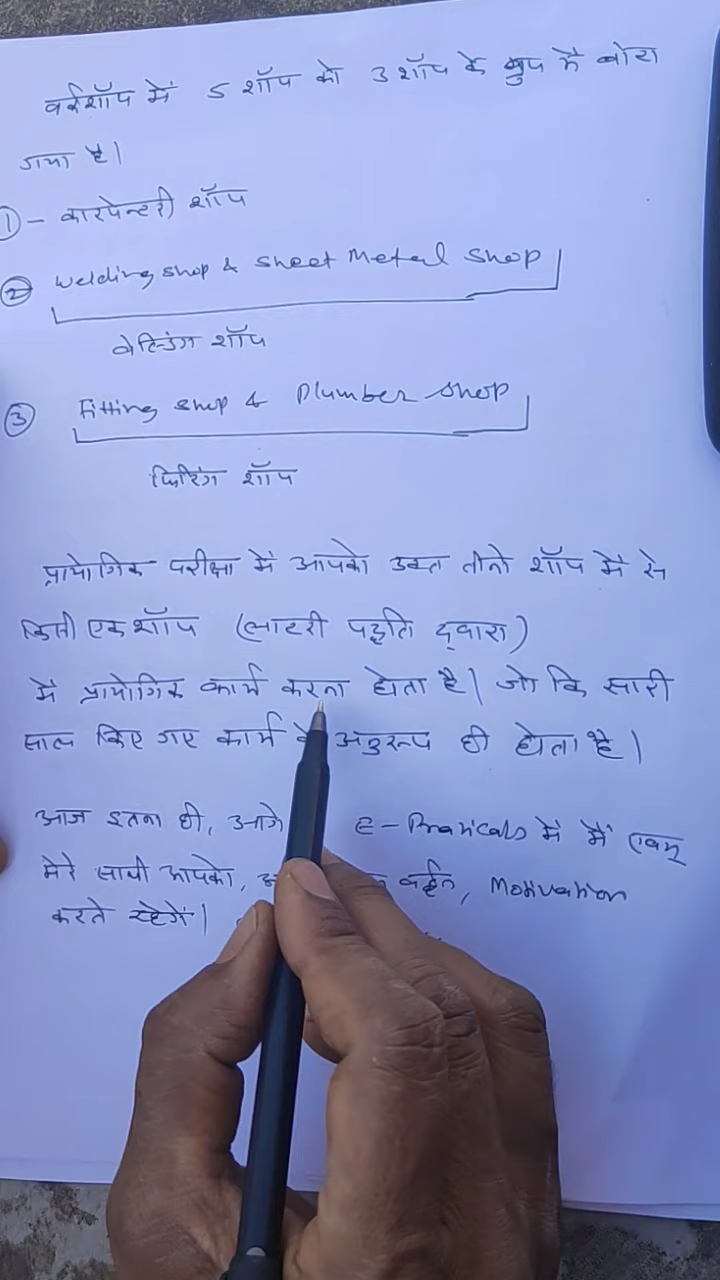 वर्कशॉप में 5 शॉप को 3 शॉप के ग्रुप में बांटा
गया है।
① - कारपेन्टरी शॉप
② Welding shop & Sheet Metal Shop
वेल्डिंग शॉप
③ Fitting shop & Plumber shop
फिटिंग शॉप
प्रायोगिक परीक्षा में आपको उक्त तीनो शॉप में से
किसी एक शॉप (लाटरी पद्धति द्वारा)
में प्रायोगिक कार्य करना होता है। जो कि सारी
साल किए गए कार्य के अनुरूप ही होता है।
आज इतना ही, आगे E-Practicals में मैं एवम्
मेरे साथी आपको, Motivation
करते रहेगें।